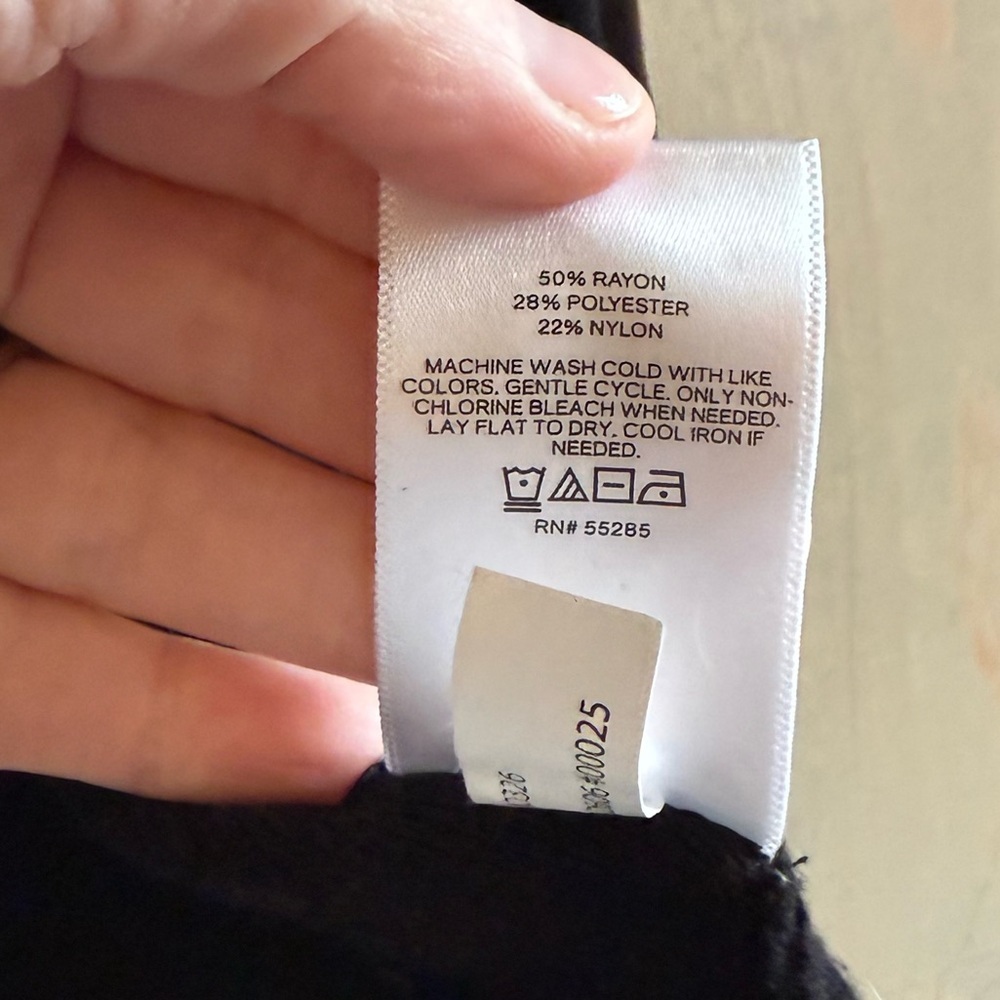 50% RAYON
28% POLYESTER
22% NYLON
MACHINE WASH COLD WITH LIKE
COLORS. GENTLE CYCLE. ONLY NON-
CHLORINE BLEACH WHEN NEEDED.
LAY FLAT TO DRY. COOL IRON IF
NEEDED.
RN# 55285